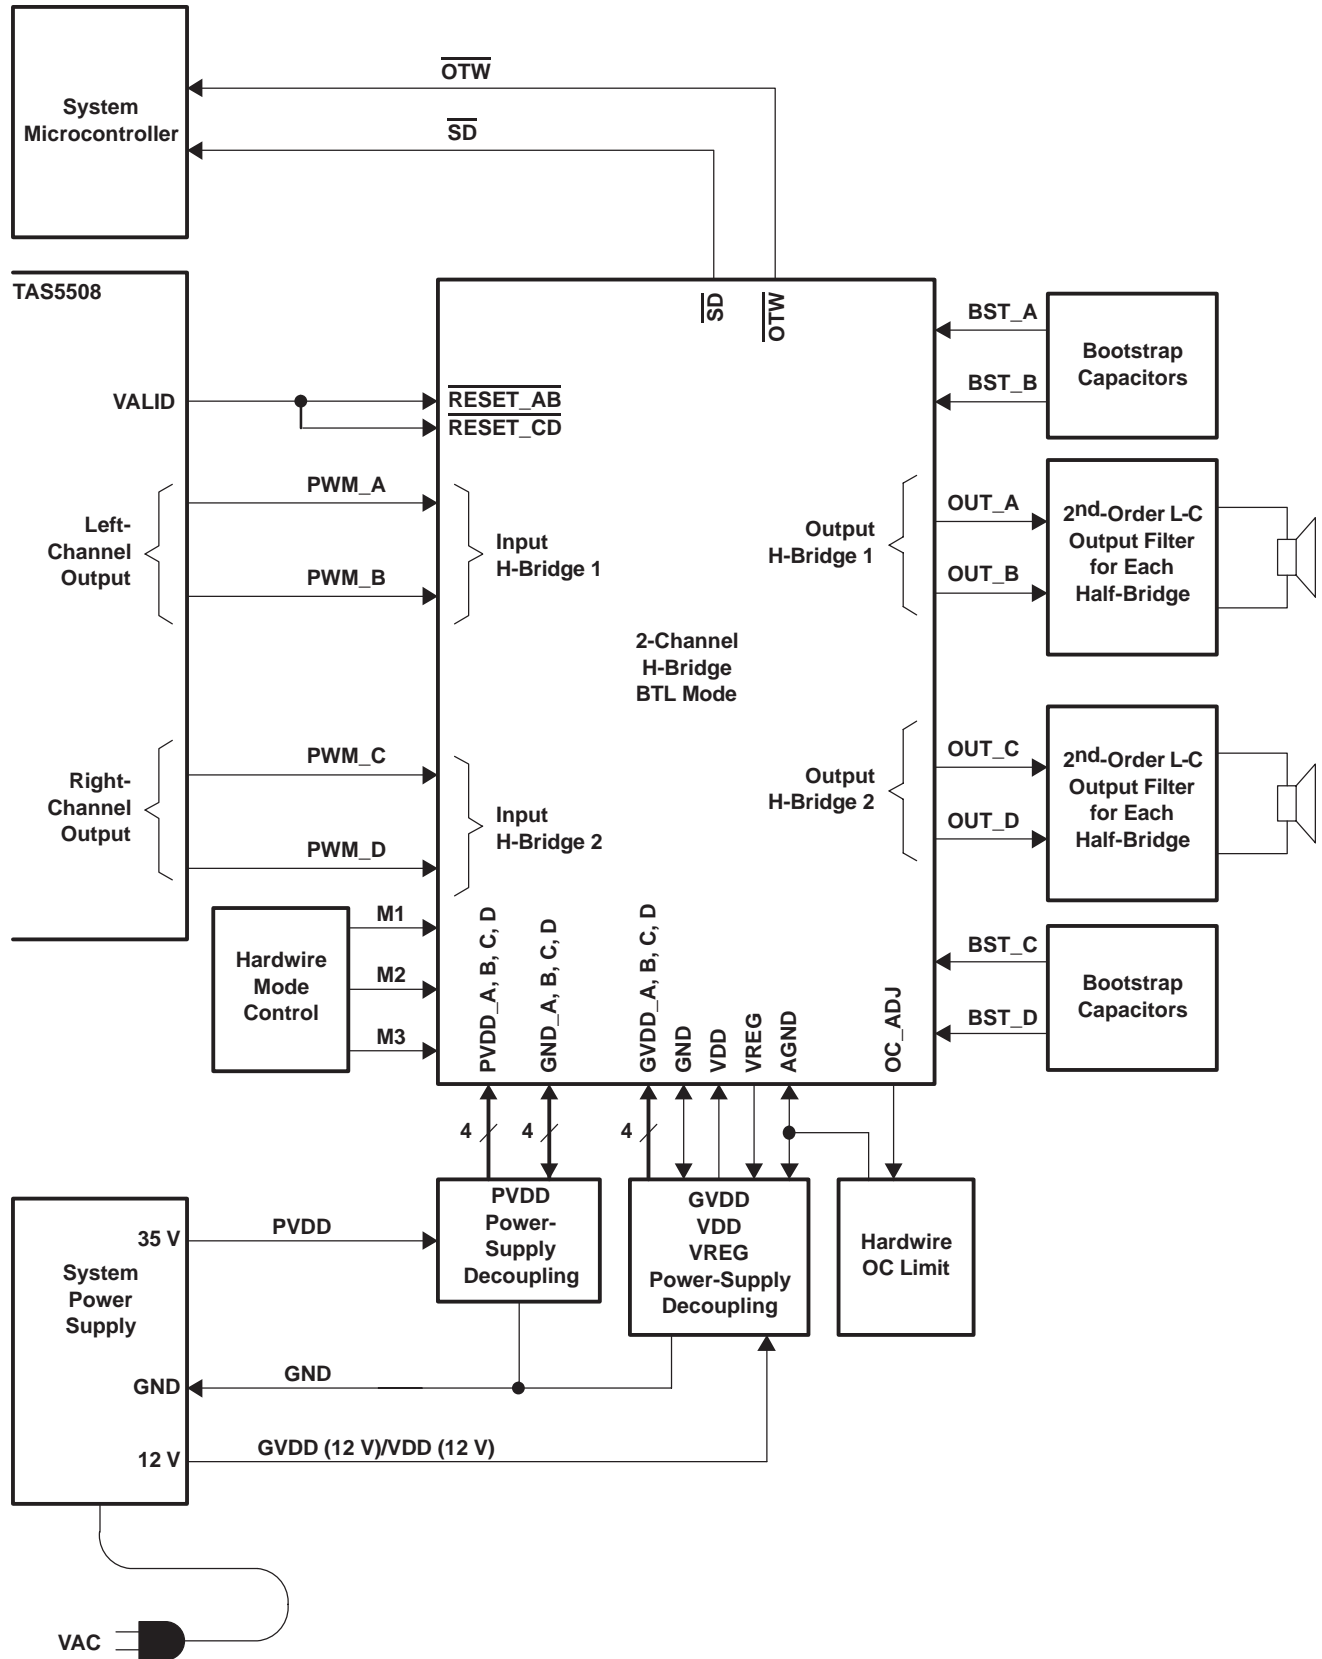 OTW
SD
System
Microcontroller
TAS5508
SD
OTW
BST_A
BST_B
Bootstrap
Capacitors
VALID
RESET_AB
RESET_CD
PWM_A
PWM_B
Left-
Channel
Output
Input
H-Bridge 1
Output
H-Bridge 1
OUT_A
OUT_B
2nd-Order L-C
Output Filter
for Each
Half-Bridge
2-Channel
H-Bridge
BTL Mode
PWM_C
PWM_D
Right-
Channel
Output
Input
H-Bridge 2
Output
H-Bridge 2
OUT_C
OUT_D
2nd-Order L-C
Output Filter
for Each
Half-Bridge
Hardwire
Mode
Control
M1
M2
M3
PVDD_A, B, C, D
GND_A, B, C, D
GVDD_A, B, C, D
GND
VDD
VREG
AGND
OC_ADJ
BST_C
BST_D
Bootstrap
Capacitors
4
4
4
PVDD
Power-
Supply
Decoupling
GVDD
VDD
VREG
Power-Supply
Decoupling
Hardwire
OC Limit
35 V
PVDD
System
Power
Supply
GND
GND
12 V
GVDD (12 V)/VDD (12 V)
VAC